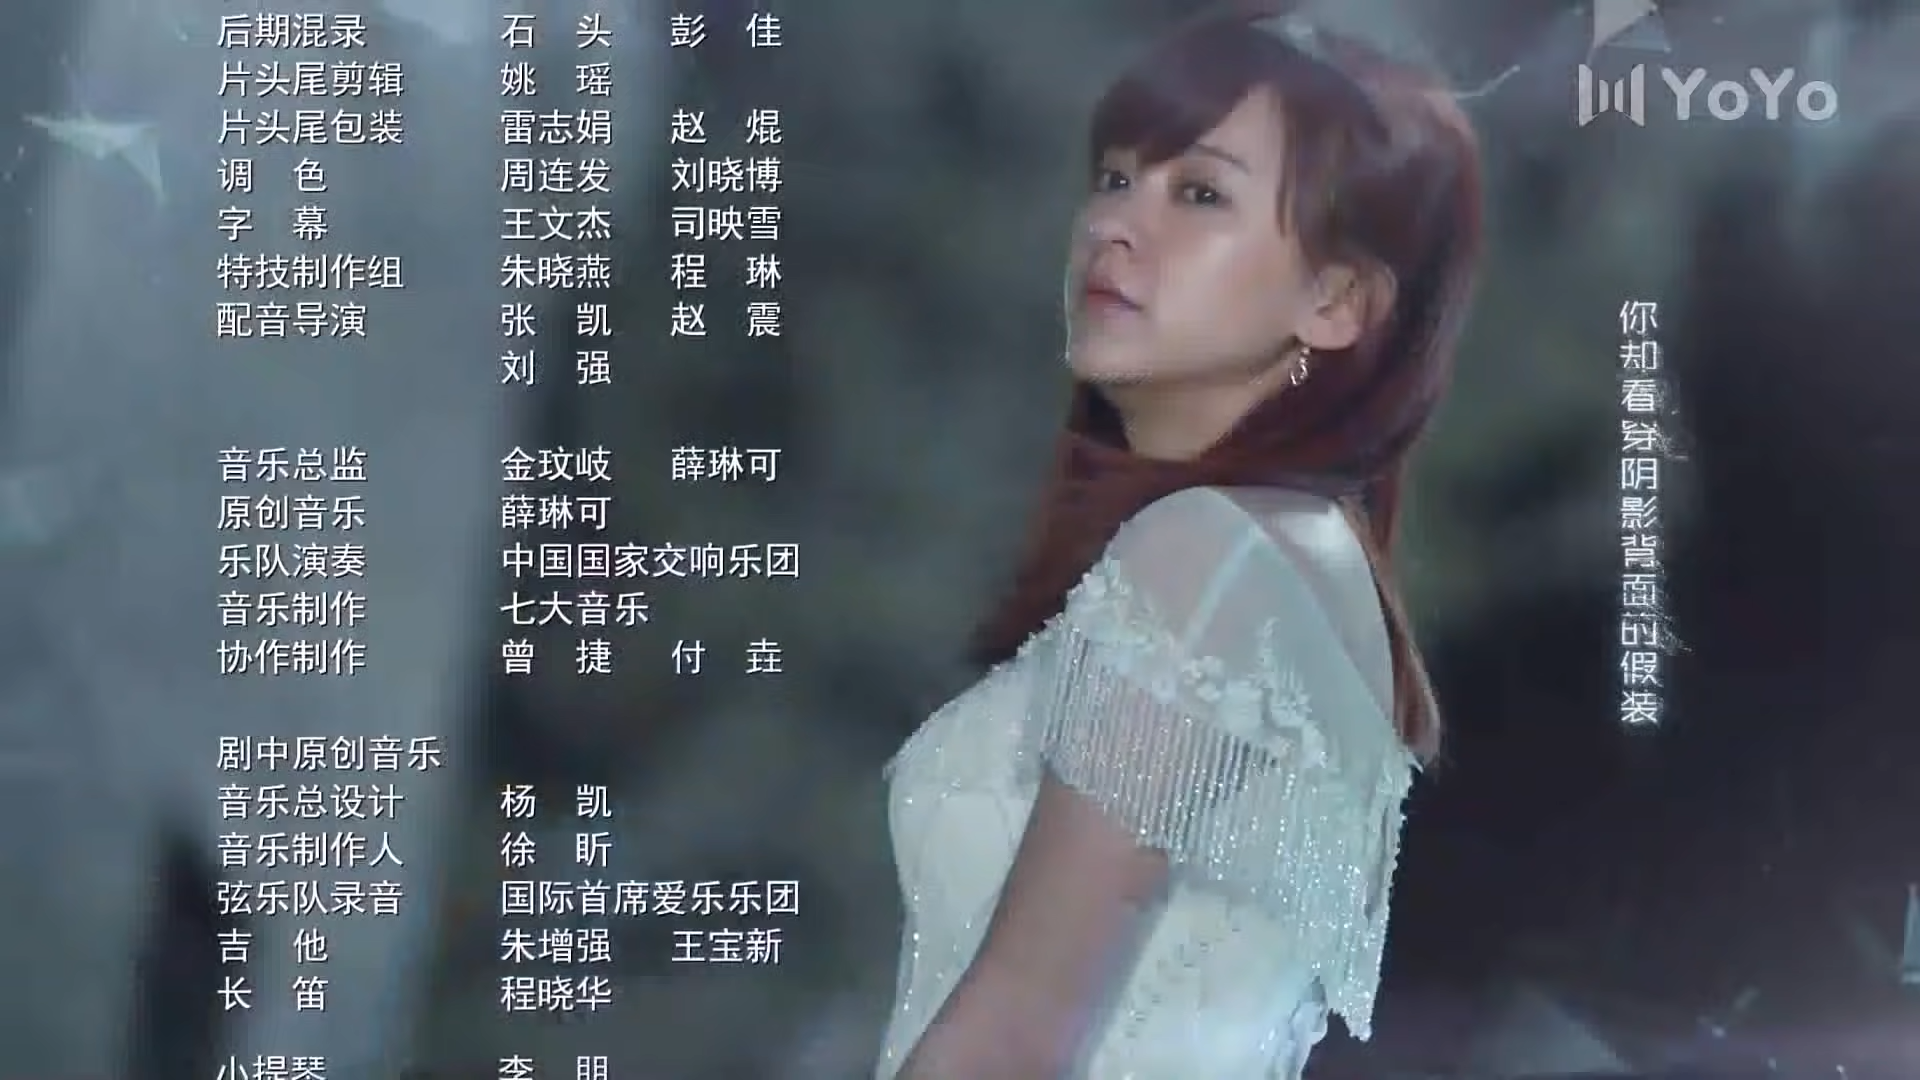 后期混录 石 头 彭 佳
片头尾剪辑 姚 瑶
片头尾包装 雷志娟 赵 焜
调 色 周连发 刘晓博
字 幕 王文杰 司映雪
特技制作组 朱晓燕 程 琳
配音导演 张 凯 赵 震
刘 强
音乐总监 金玟岐 薛琳可
原创音乐 薛琳可
乐队演奏 中国国家交响乐团
音乐制作 七大音乐
协作制作 曾 捷 付 垚
剧中原创音乐
音乐总设计 杨 凯
音乐制作人 徐 昕
弦乐队录音 国际首席爱乐乐团
吉 他 朱增强 王宝新
长 笛 程晓华
小提琴 李 朋
YoYo
你却看穿阴影背面的假装